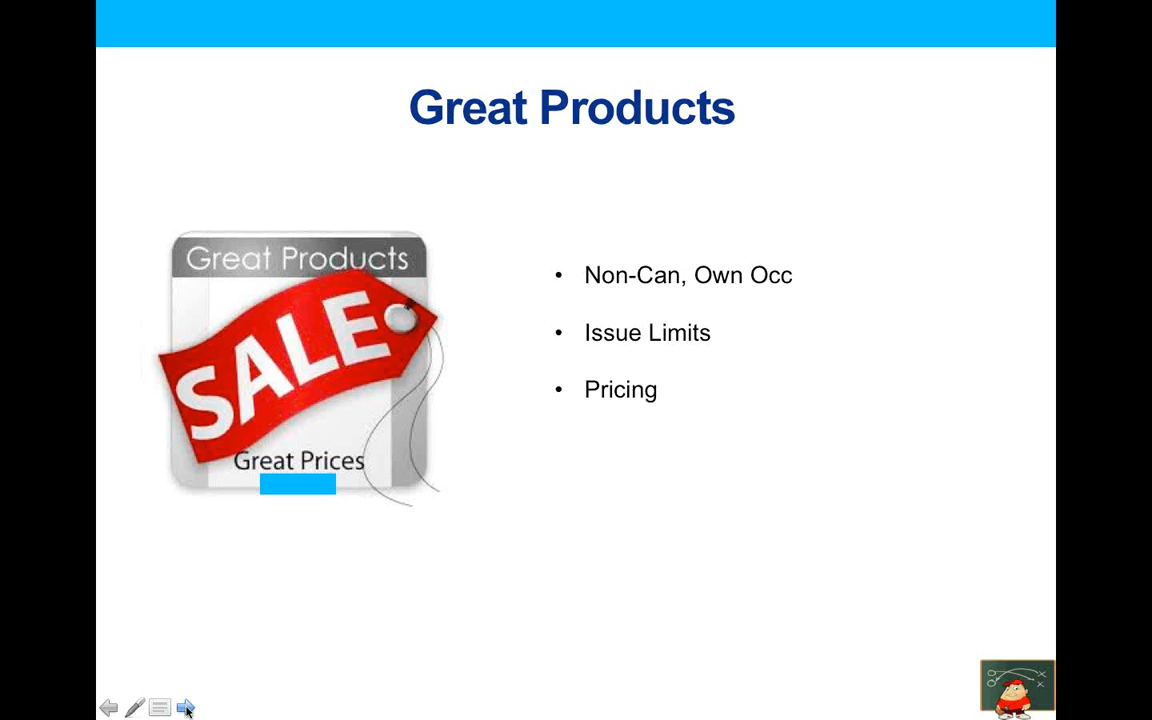 Great Products
Great Products
SALE
Great Prices
• Non-Can, Own Occ
• Issue Limits
• Pricing